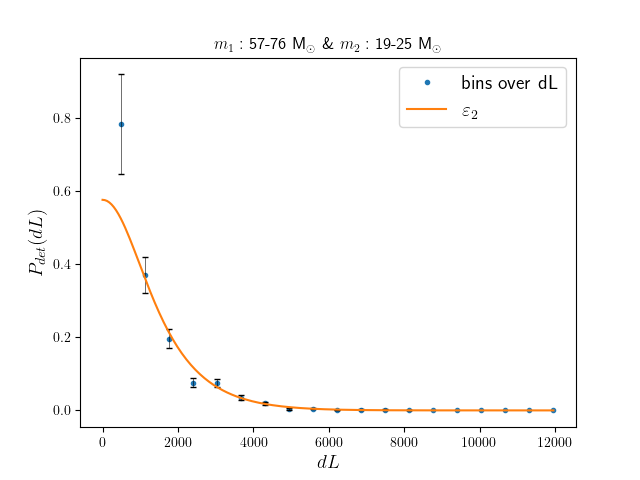 m₁ : 57-76 M☉ & m₂ : 19-25 M☉
bins over dL
ε₂
P_det(dL)
0.8
0.6
0.4
0.2
0.0
0 2000 4000 6000 8000 10000 12000
dL